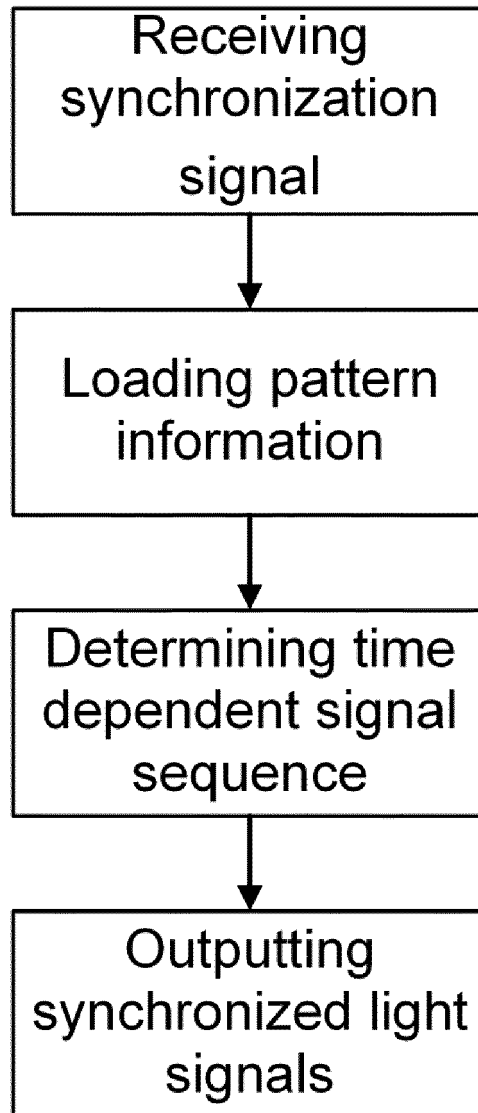 Receiving
synchronization
signal
Loading pattern
information
Determining time
dependent signal
sequence
Outputting
synchronized light
signals